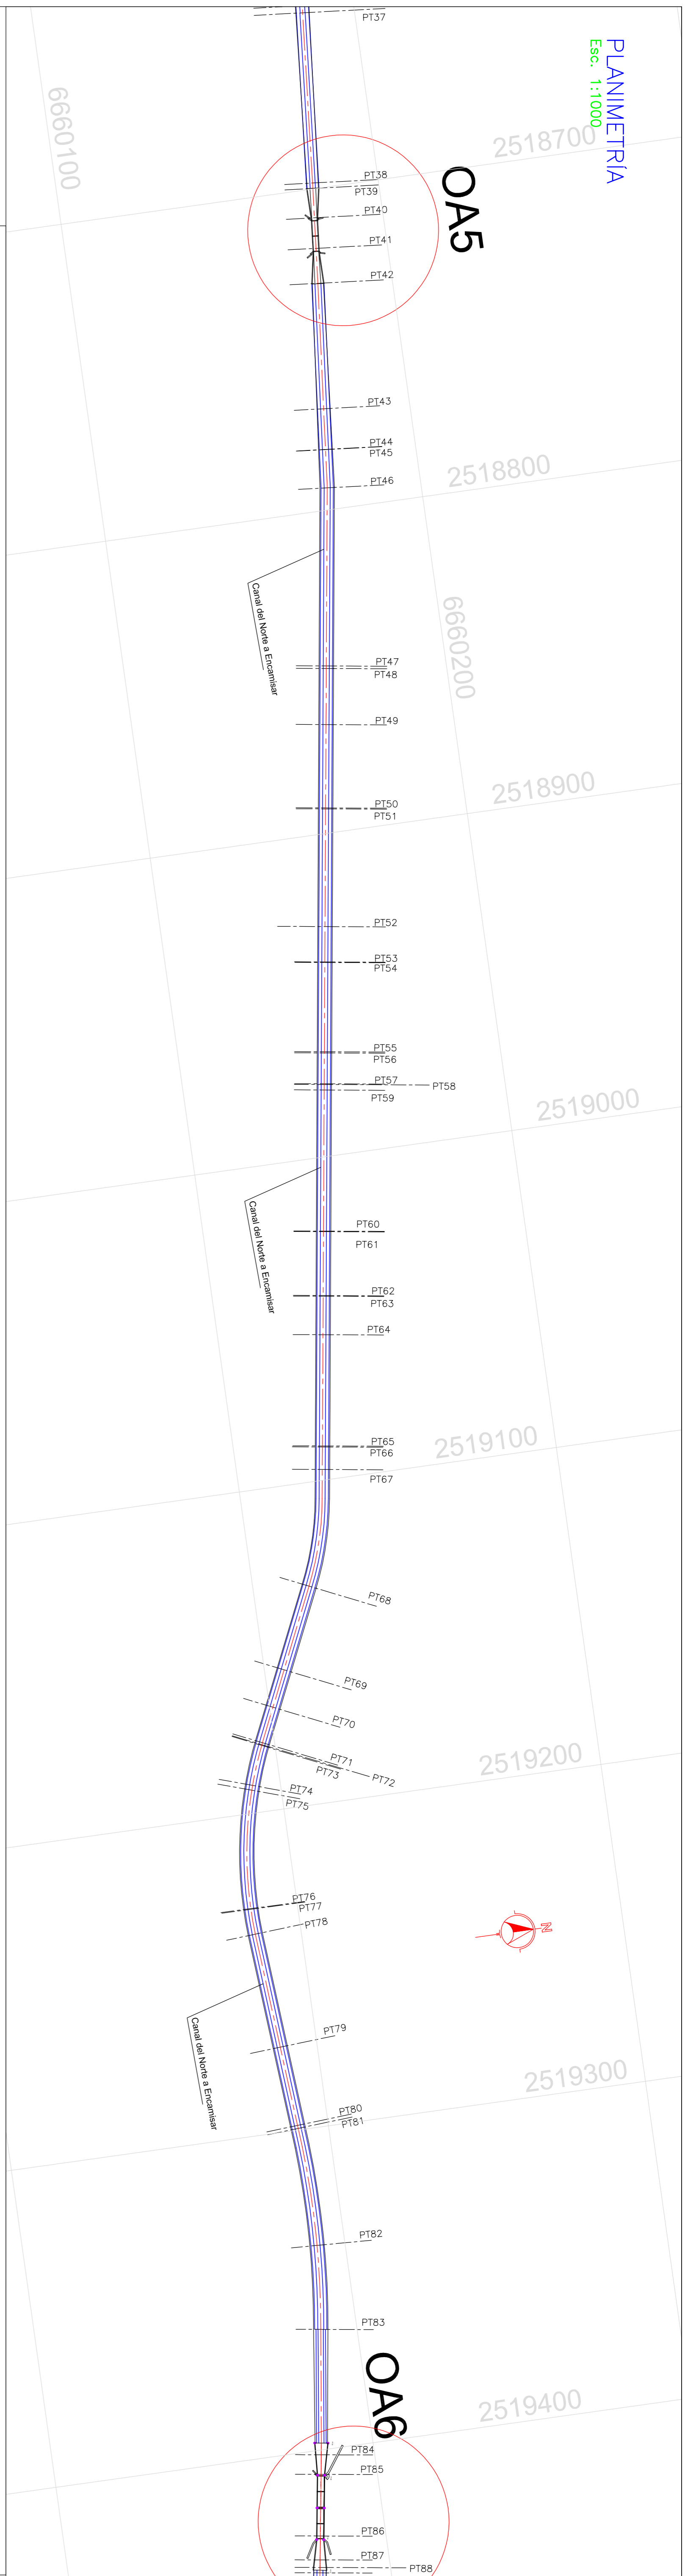 PLANIMETRÍA
Esc. 1:1000
PT37
6660100
2518700
OA5
PT38
PT39
PT40
PT41
PT42
PT43
PT44
PT45
2518800
PT46
Canal del Norte a Encamisar
6660200
PT47
PT48
PT49
2518900
PT50
PT51
PT52
PT53
PT54
PT55
PT56
PT57
PT58
PT59
2519000
Canal del Norte a Encamisar
PT60
PT61
PT62
PT63
PT64
2519100
PT65
PT66
PT67
PT68
PT69
PT70
PT71
PT72
PT73
2519200
PT74
PT75
PT76
PT77
PT78
N
Canal del Norte a Encamisar
PT79
2519300
PT80
PT81
PT82
PT83
OA6
2519400
PT84
PT85
PT86
PT87
PT88